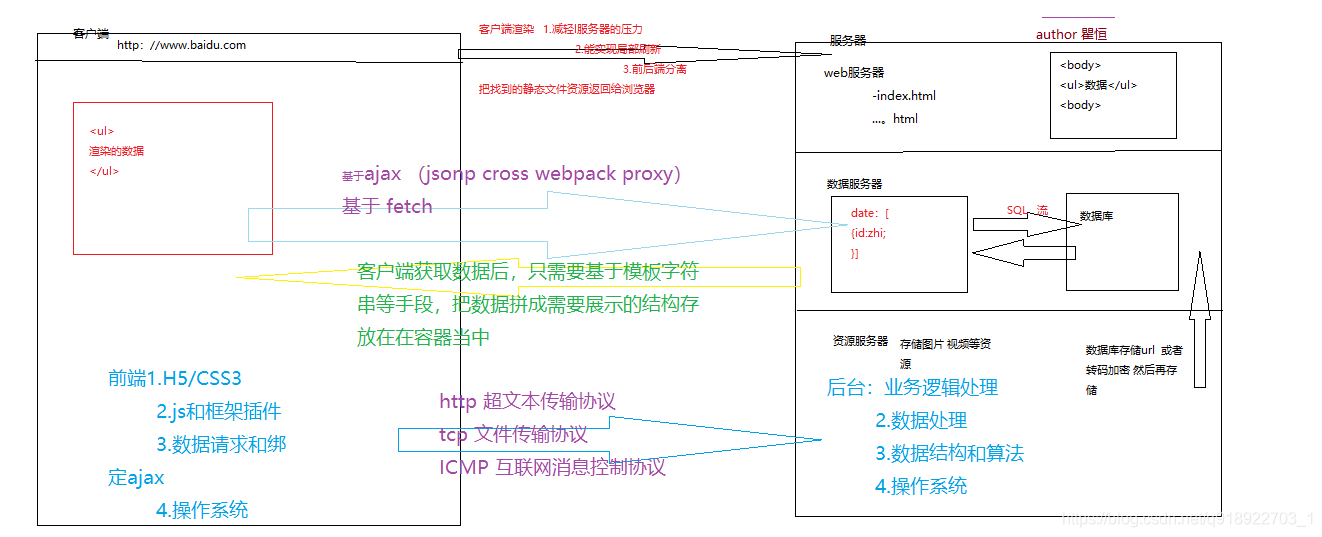 客户端
http：//www.baidu.com
<ul>
渲染的数据
</ul>
客户端渲染 1.减轻l服务器的压力
2.能实现局部刷新
3.前后端分离
把找到的静态文件资源返回给浏览器
基于ajax （jsonp cross webpack proxy）
基于 fetch
客户端获取数据后，只需要基于模板字符
串等手段，把数据拼成需要展示的结构存
放在在容器当中
前端1.H5/CSS3
2.js和框架插件
3.数据请求和绑
定ajax
4.操作系统
http 超文本传输协议
tcp 文件传输协议
ICMP 互联网消息控制协议
author 瞿恒
服务器
web服务器
-index.html
...。html
<body>
<ul>数据</ul>
<body>
数据服务器
date：[
{id:zhi;
}]
SQL 流
数据库
资源服务器
存储图片 视频等资
源
数据库存储url 或者
转码加密 然后再存
储
后台：业务逻辑处理
2.数据处理
3.数据结构和算法
4.操作系统
https://blog.csdn.net/q918922703_1